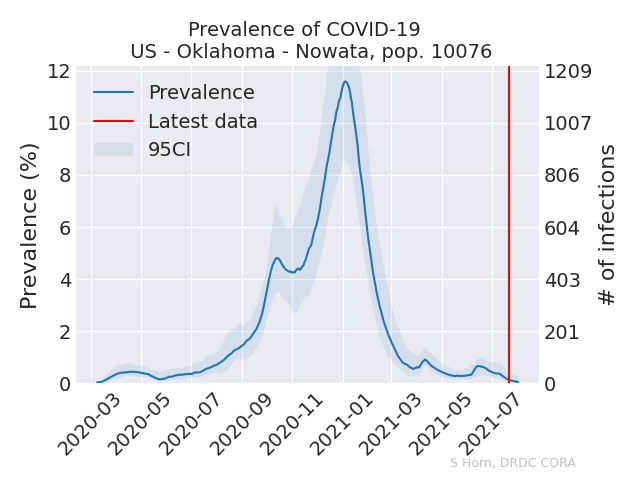 Prevalence of COVID-19
US - Oklahoma - Nowata, pop. 10076
Prevalence
Latest data
95CI
Prevalence (%)
12
10
8
6
4
2
0
1209
1007
806
604
403
201
0
# of infections
2020-03
2020-05
2020-07
2020-09
2020-11
2021-01
2021-03
2021-05
2021-07
S Horn, DRDC CORA